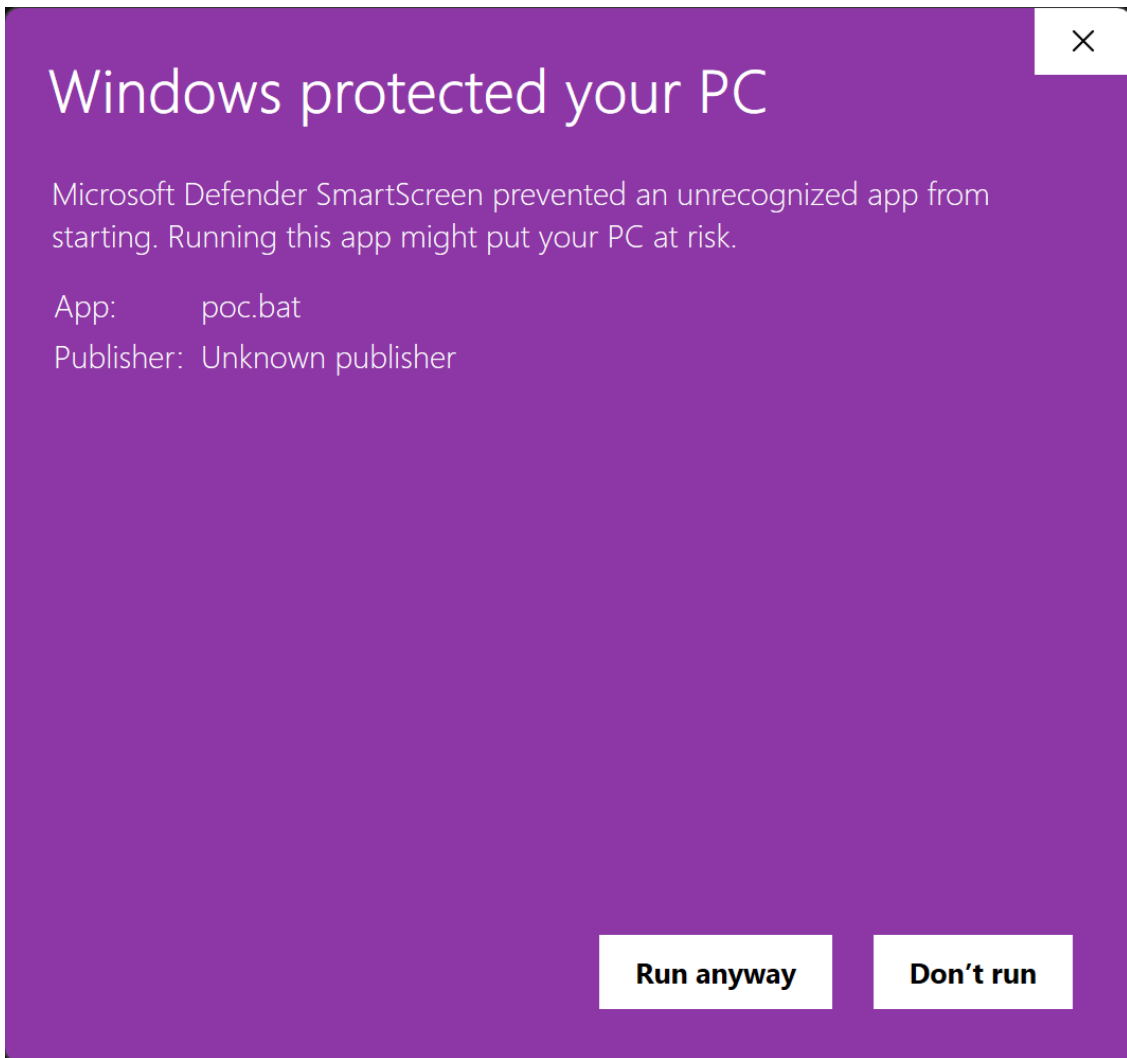 Windows protected your PC
Microsoft Defender SmartScreen prevented an unrecognized app from
starting. Running this app might put your PC at risk.
App: poc.bat
Publisher: Unknown publisher
Run anyway Don’t run